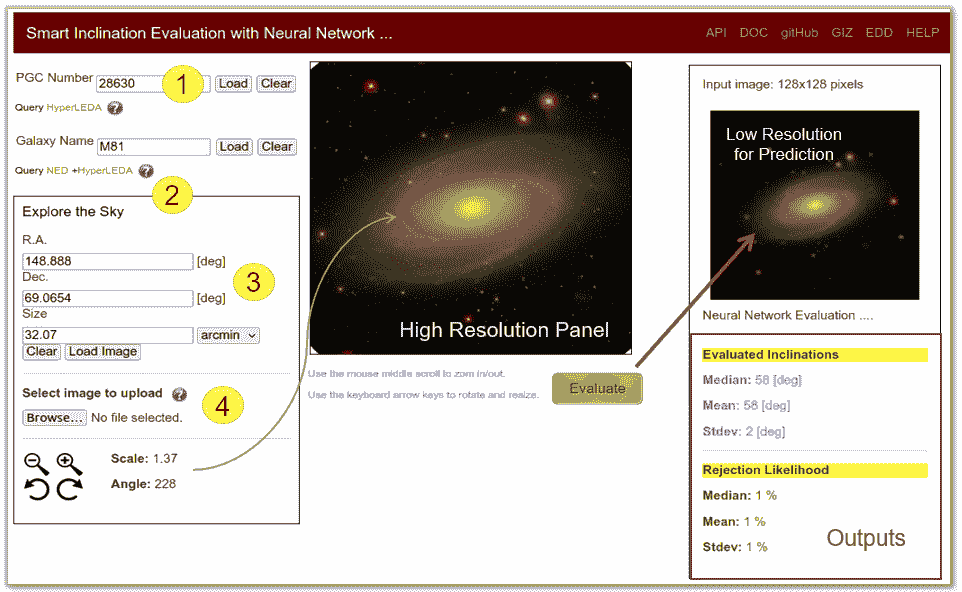 Smart Inclination Evaluation with Neural Network ...
API DOC gitHub GIZ EDD HELP
PGC Number 28630 1 Load Clear
Query HyperLEDA ?
Galaxy Name M81 Load Clear
Query NED +HyperLEDA ?
2
Explore the Sky
R.A.
148.888 [deg]
Dec.
69.0654 [deg]
3
Size
32.07 arcmin
Clear Load Image
Select image to upload ?
4
Browse... No file selected.
Scale: 1.37
Angle: 228
High Resolution Panel
Use the mouse middle scroll to zom in/out.
Use the keyboard arrow keys to rotate and resize.
Evaluate
Input image: 128x128 pixels
Low Resolution
for Prediction
Neural Network Evaluation ....
Evaluated Inclinations
Median: 58 [deg]
Mean: 58 [deg]
Stdev: 2 [deg]
Rejection Likelihood
Median: 1 %
Mean: 1 %
Stdev: 1 %
Outputs